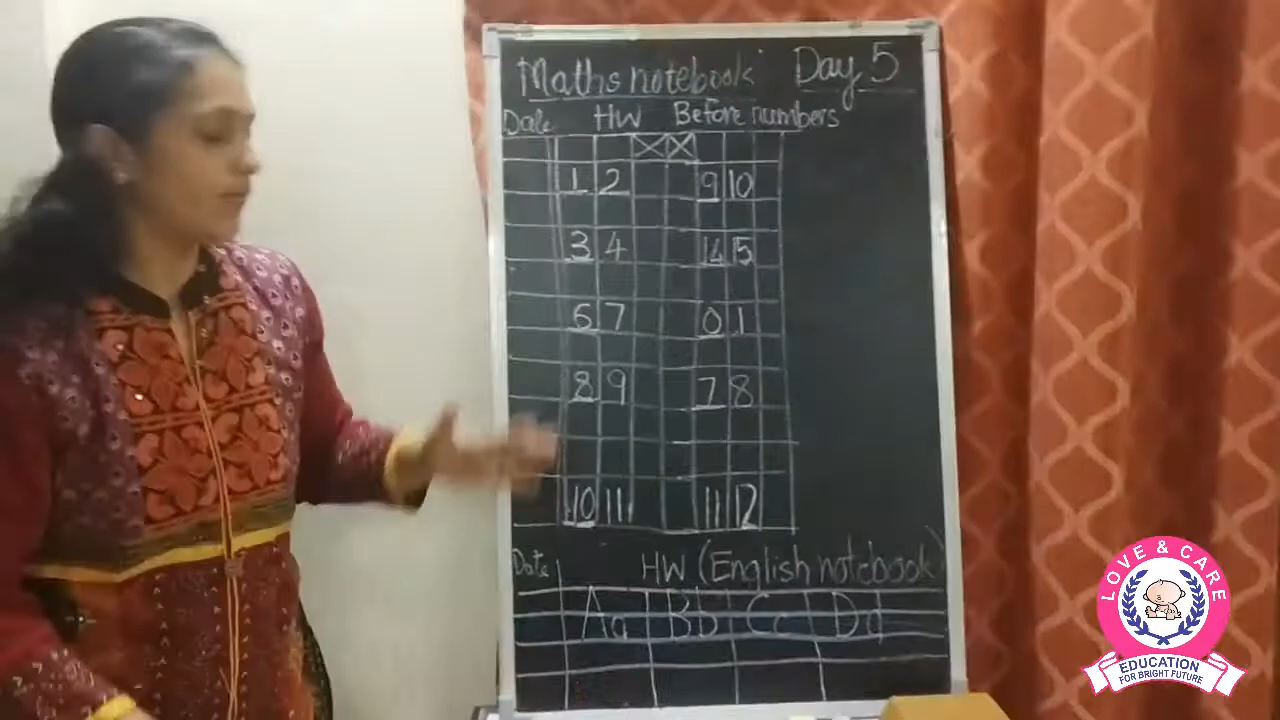 Maths notebook Day 5
Date HW Before numbers
1 2 9 10
3 4 14 15
6 7 0 1
8 9 7 8
10 11 11 12
Date HW (English notebook)
Aa Bb Cc Dd
LOVE & CARE
EDUCATION
FOR BRIGHT FUTURE